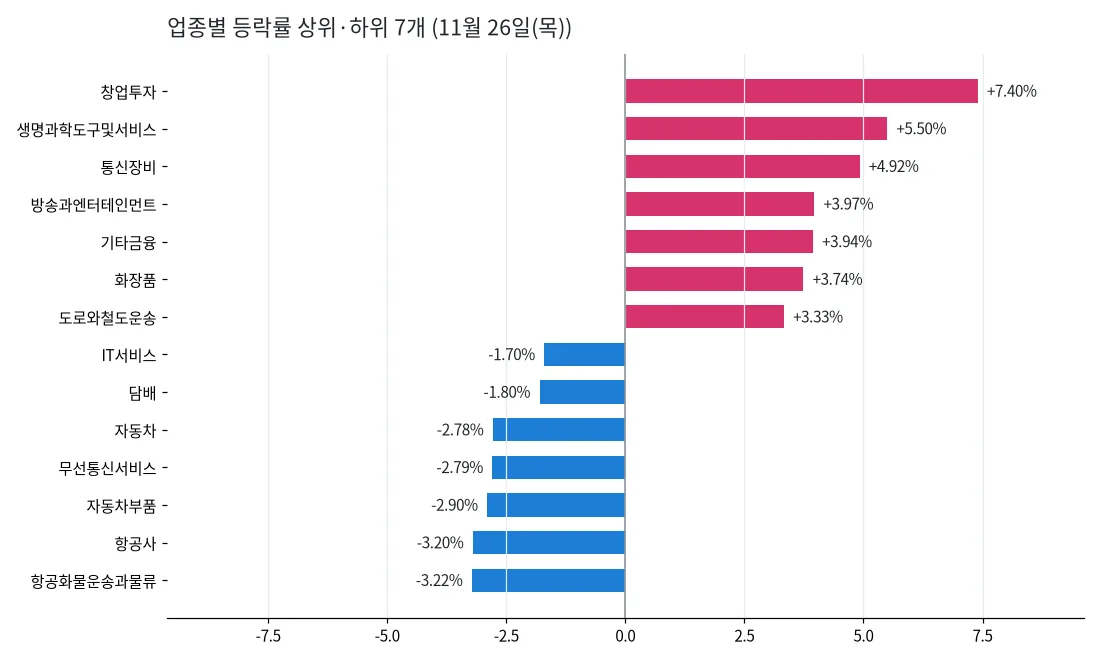 업종별 등락률 상위·하위 7개 (11월 26일(목))
창업투자 +7.40%
생명과학도구및서비스 +5.50%
통신장비 +4.92%
방송과엔터테인먼트 +3.97%
기타금융 +3.94%
화장품 +3.74%
도로와철도운송 +3.33%
IT서비스 -1.70%
담배 -1.80%
자동차 -2.78%
무선통신서비스 -2.79%
자동차부품 -2.90%
항공사 -3.20%
항공화물운송과물류 -3.22%
-7.5 -5.0 -2.5 0.0 2.5 5.0 7.5